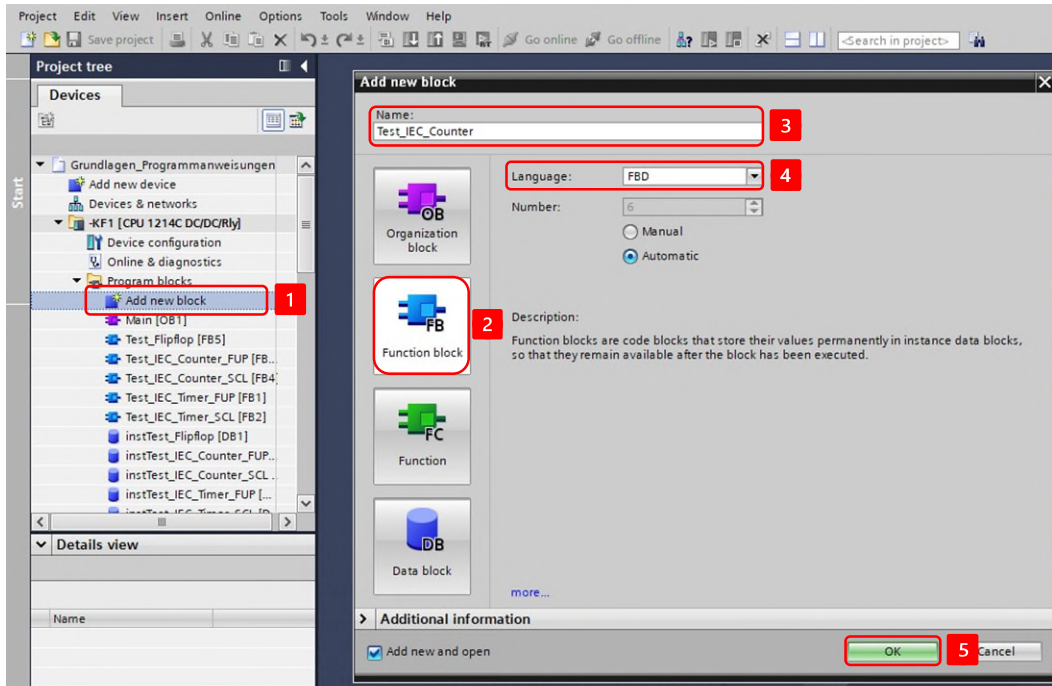 Project Edit View Insert Online Options Tools Window Help
Save project Go online Go offline <Search in project>
Start
Project tree
Devices
Grundlagen_Programmanweisungen
Add new device
Devices & networks
-KF1 [CPU 1214C DC/DC/Rly]
Device configuration
Online & diagnostics
Program blocks
Add new block 1
Main [OB1]
Test_Flipflop [FB5]
Test_IEC_Counter_FUP [FB...
Test_IEC_Counter_SCL [FB4]
Test_IEC_Timer_FUP [FB1]
Test_IEC_Timer_SCL [FB2]
instTest_Flipflop [DB1]
instTest_IEC_Counter_FUP...
instTest_IEC_Counter_SCL ...
instTest_IEC_Timer_FUP [...
Details view
Name
Add new block
Name:
Test_IEC_Counter 3
OB
Organization
block
FB
Function block 2
FC
Function
DB
Data block
Language: FBD 4
Number: 6
Manual
Automatic
Description:
Function blocks are code blocks that store their values permanently in instance data blocks,
so that they remain available after the block has been executed.
more...
Additional information
Add new and open
OK 5 Cancel